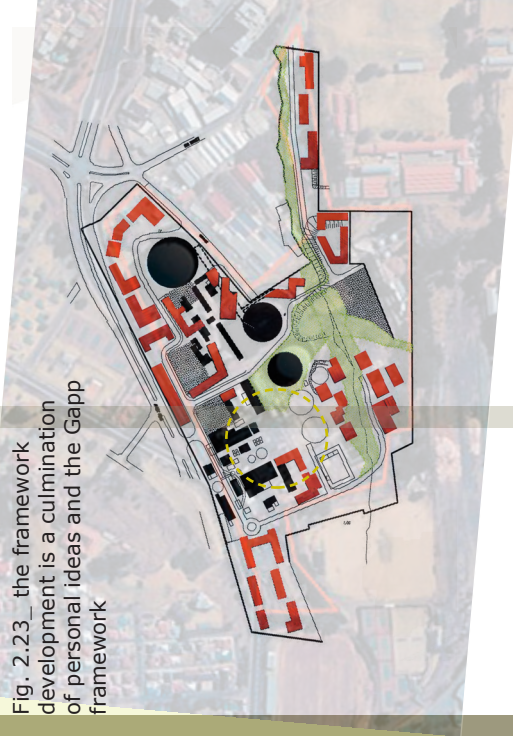 Fig. 2.23_ the framework
development is a culmination
of personal ideas and the Gapp
framework